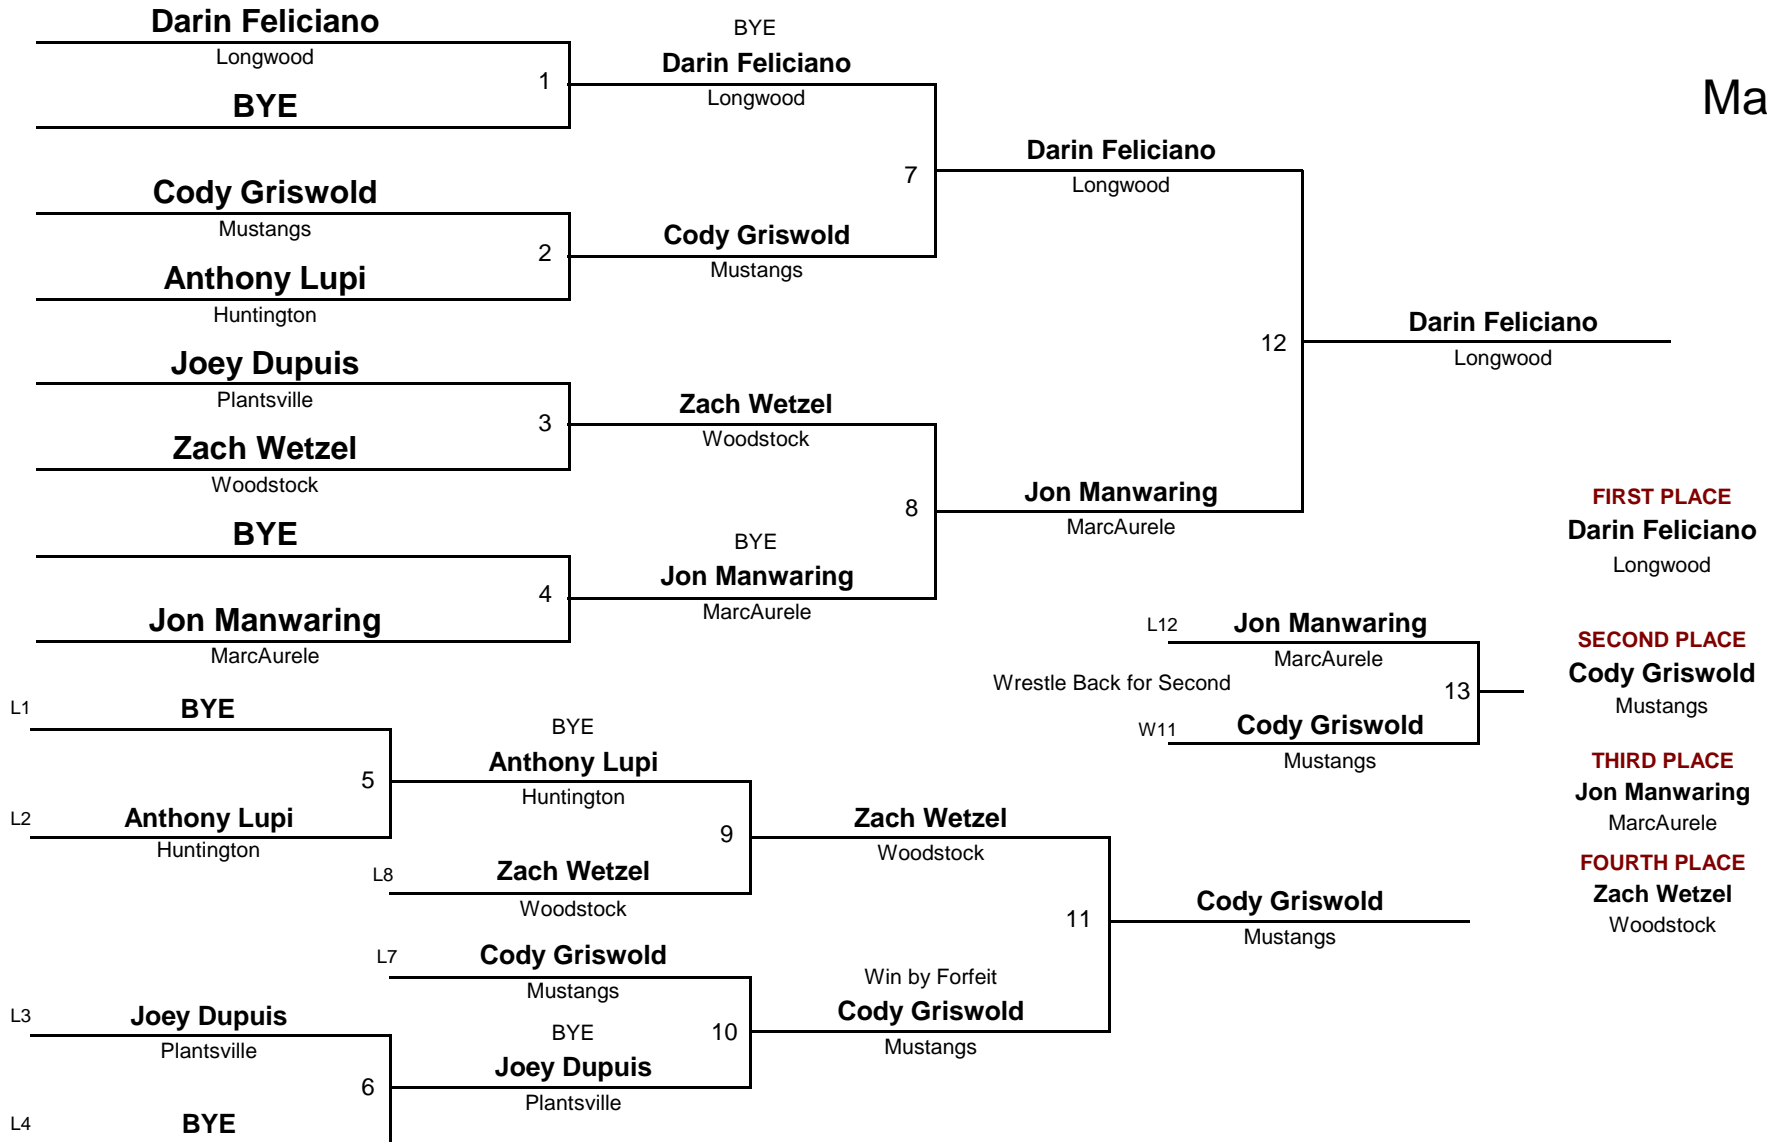 Darin Feliciano
Longwood
1
BYE
BYE
Darin Feliciano
Longwood
Ma
Cody Griswold
Mustangs
2
Anthony Lupi
Huntington
Cody Griswold
Mustangs
7
Darin Feliciano
Longwood
Joey Dupuis
Plantsville
3
Zach Wetzel
Woodstock
Zach Wetzel
Woodstock
BYE
4
Jon Manwaring
MarcAurele
BYE
Jon Manwaring
MarcAurele
8
Jon Manwaring
MarcAurele
12
Darin Feliciano
Longwood
FIRST PLACE
Darin Feliciano
Longwood
L12
Jon Manwaring
MarcAurele
Wrestle Back for Second
13
W11
Cody Griswold
Mustangs
SECOND PLACE
Cody Griswold
Mustangs
THIRD PLACE
Jon Manwaring
MarcAurele
FOURTH PLACE
Zach Wetzel
Woodstock
L1
BYE
5
L2
Anthony Lupi
Huntington
BYE
Anthony Lupi
Huntington
9
L8
Zach Wetzel
Woodstock
Zach Wetzel
Woodstock
L7
Cody Griswold
Mustangs
10
L3
Joey Dupuis
Plantsville
6
L4
BYE
BYE
Joey Dupuis
Plantsville
Win by Forfeit
Cody Griswold
Mustangs
11
Cody Griswold
Mustangs